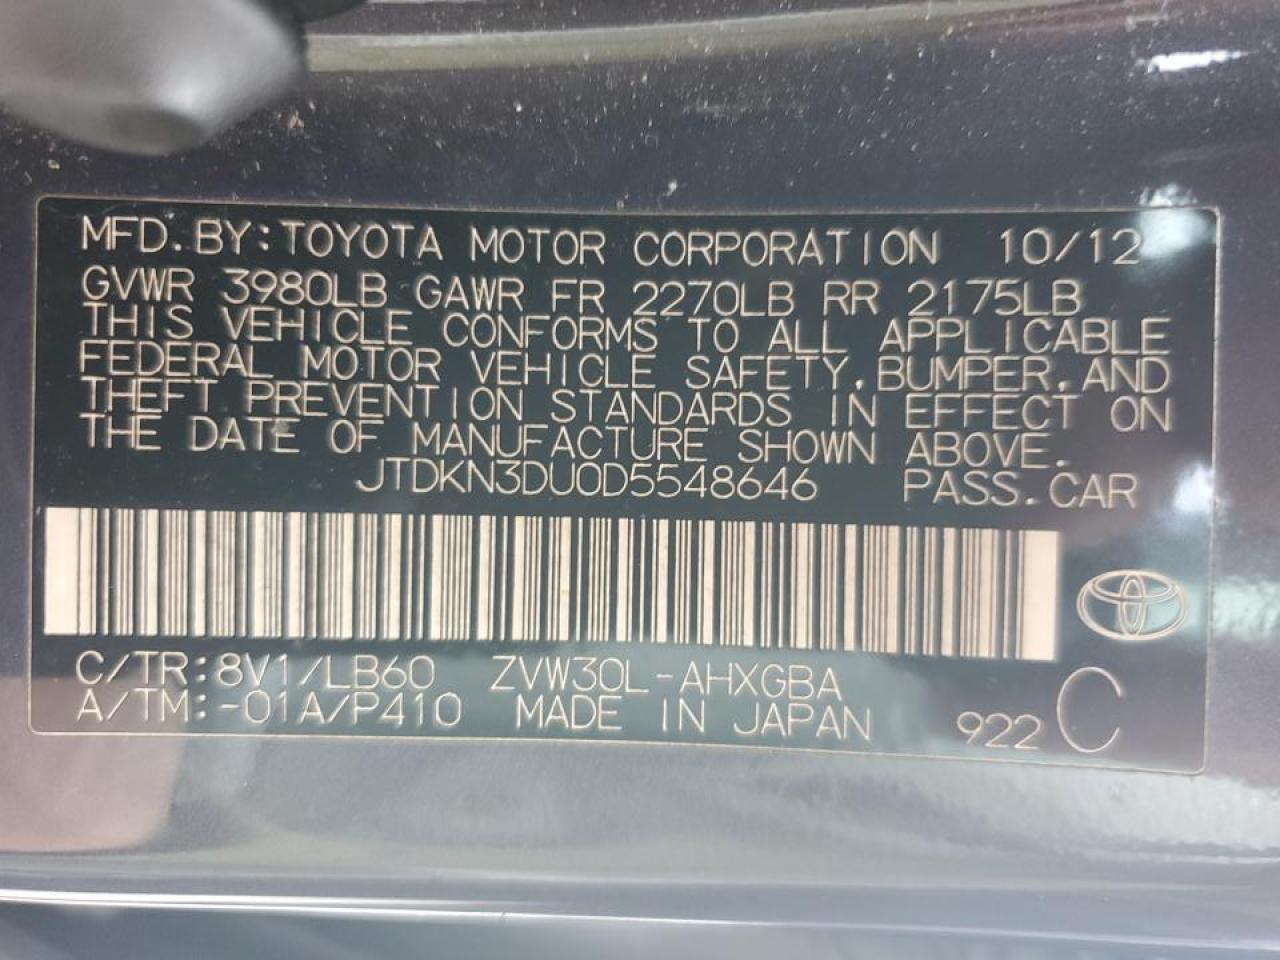 MFD. BY: TOYOTA MOTOR CORPORATION 10/12
GVWR 3980LB GAWR FR 2270LB RR 2175LB
THIS VEHICLE CONFORMS TO ALL APPLICABLE
FEDERAL MOTOR VEHICLE SAFETY, BUMPER, AND
THEFT PREVENTION STANDARDS IN EFFECT ON
THE DATE OF MANUFACTURE SHOWN ABOVE.
JTDKN3DU0D5548646 PASS. CAR
C/TR: 8V1/LB60 ZVW30L-AHXGBA
A/TM: -01A/P410 MADE IN JAPAN 922 C